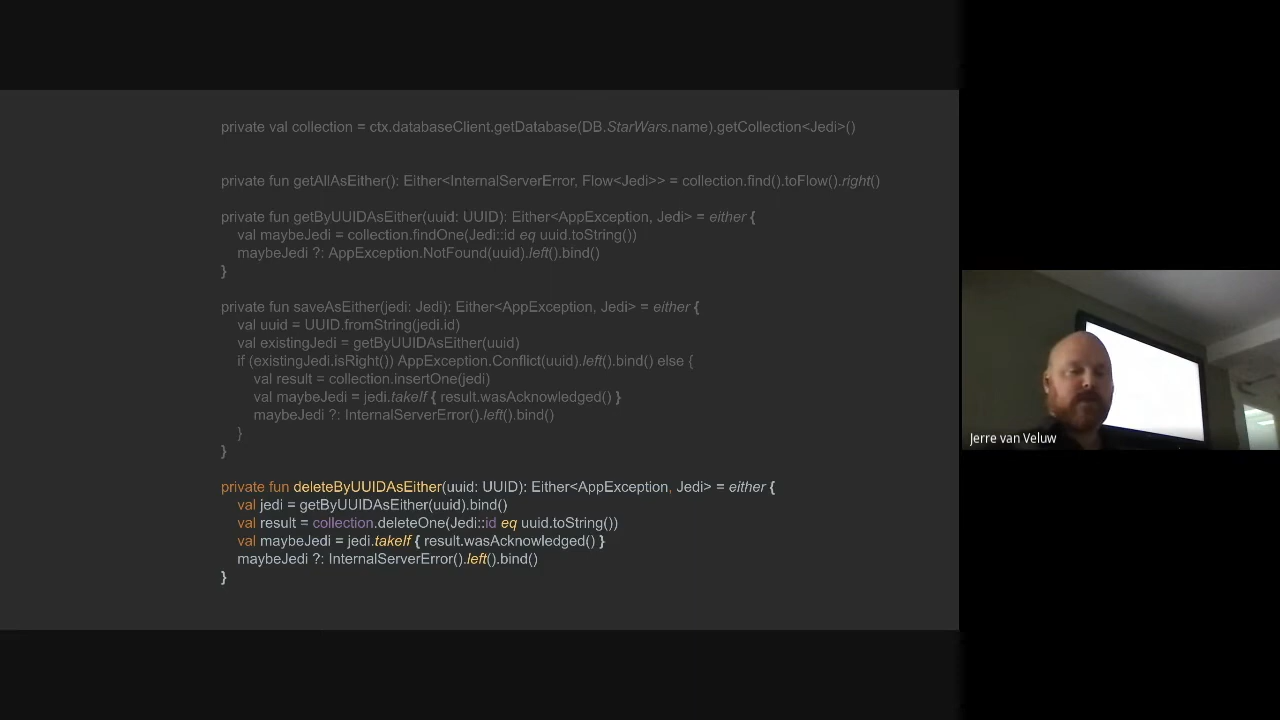 private val collection = ctx.databaseClient.getDatabase(DB.StarWars.name).getCollection<Jedi>()
private fun getAllAsEither(): Either<InternalServerError, Flow<Jedi>> = collection.find().toFlow().right()
private fun getByUUIDAsEither(uuid: UUID): Either<AppException, Jedi> = either {
val maybeJedi = collection.findOne(Jedi::id eq uuid.toString())
maybeJedi ?: AppException.NotFound(uuid).left().bind()
}
private fun saveAsEither(jedi: Jedi): Either<AppException, Jedi> = either {
val uuid = UUID.fromString(jedi.id)
val existingJedi = getByUUIDAsEither(uuid)
if (existingJedi.isRight()) AppException.Conflict(uuid).left().bind() else {
val result = collection.insertOne(jedi)
val maybeJedi = jedi.takeIf { result.wasAcknowledged() }
maybeJedi ?: InternalServerError().left().bind()
}
}
private fun deleteByUUIDAsEither(uuid: UUID): Either<AppException, Jedi> = either {
val jedi = getByUUIDAsEither(uuid).bind()
val result = collection.deleteOne(Jedi::id eq uuid.toString())
val maybeJedi = jedi.takeIf { result.wasAcknowledged() }
maybeJedi ?: InternalServerError().left().bind()
}
Jerre van Veluw